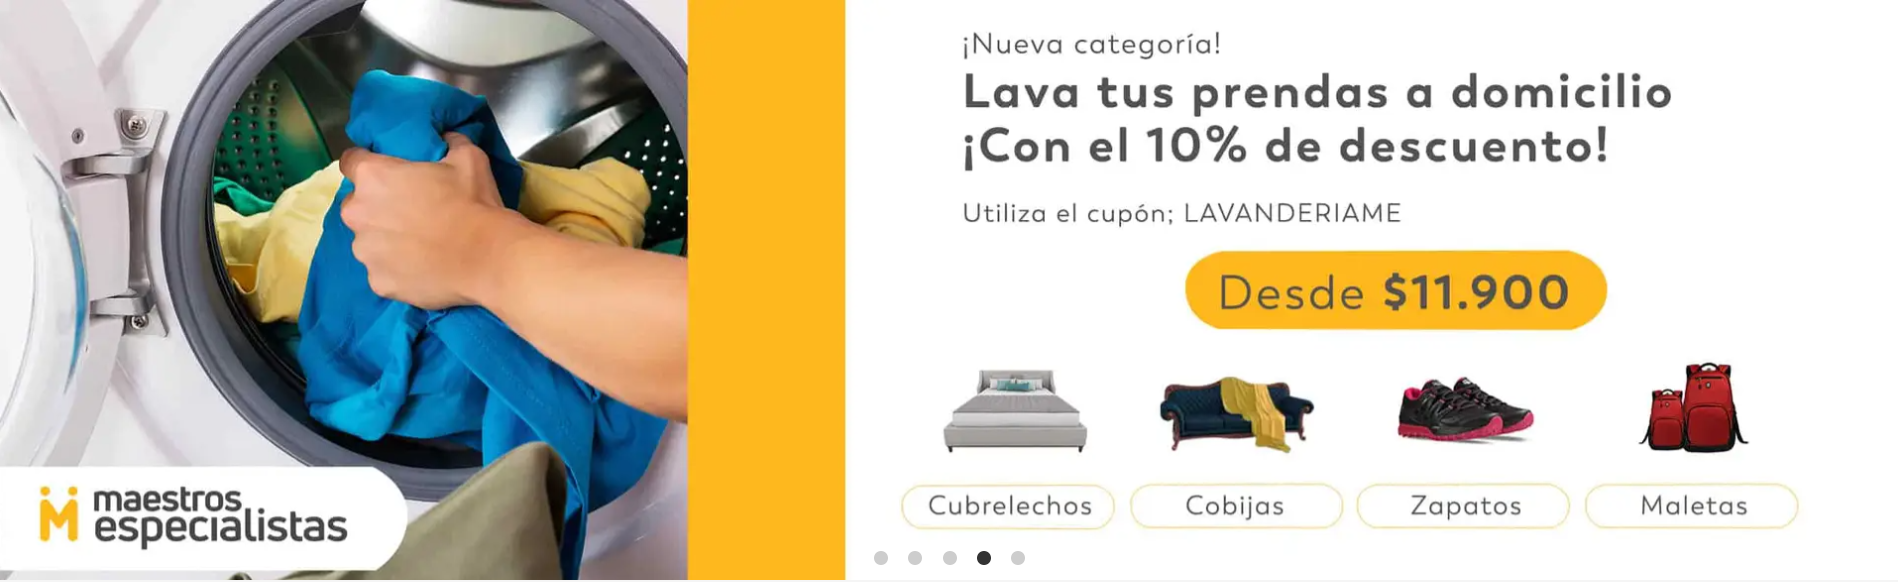 ¡Nueva categoría!
Lava tus prendas a domicilio
¡Con el 10% de descuento!
Utiliza el cupón; LAVANDERIAME
Desde $11.900
Cubrelechos
Cobijas
Zapatos
Maletas
maestros
especialistas